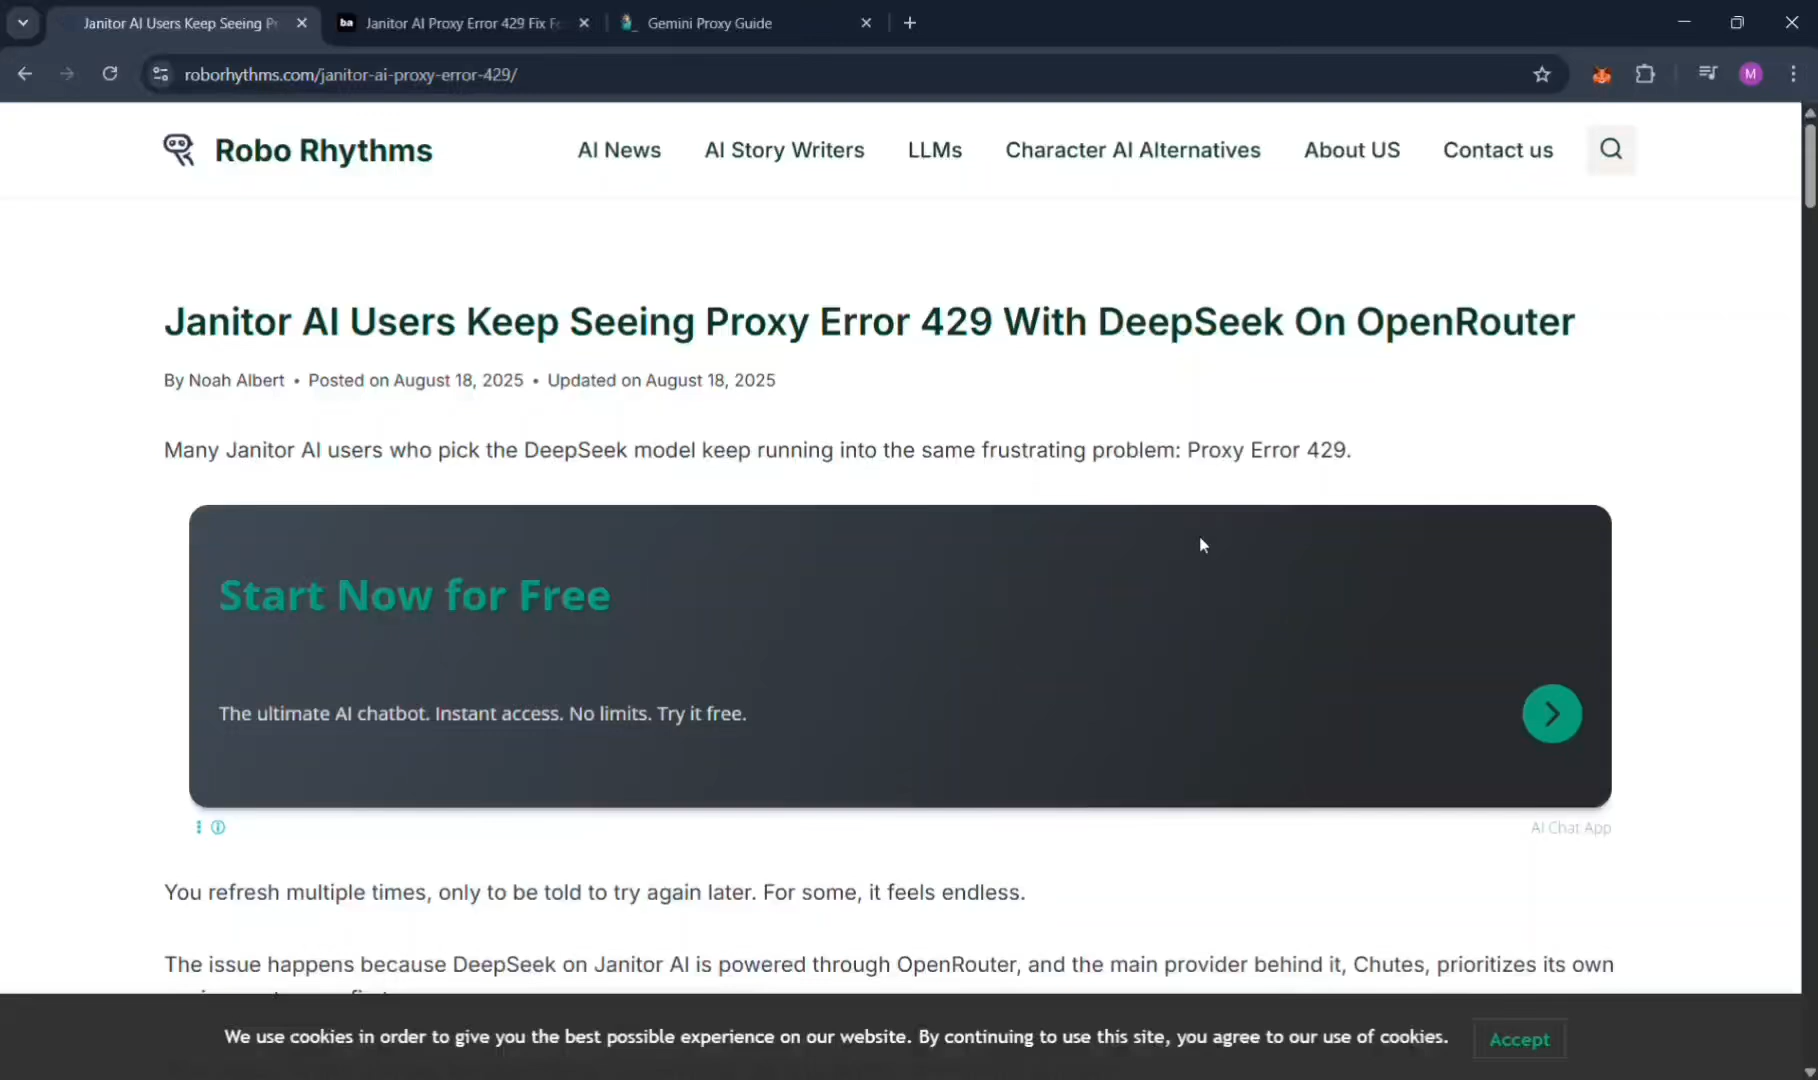 Janitor AI Users Keep Seeing Pr
ba Janitor AI Proxy Error 429 Fix Fo
Gemini Proxy Guide
roborhythms.com/janitor-ai-proxy-error-429/
M
Robo Rhythms
AI News
AI Story Writers
LLMs
Character AI Alternatives
About US
Contact us
Janitor AI Users Keep Seeing Proxy Error 429 With DeepSeek On OpenRouter
By Noah Albert • Posted on August 18, 2025 • Updated on August 18, 2025
Many Janitor AI users who pick the DeepSeek model keep running into the same frustrating problem: Proxy Error 429.
Start Now for Free
The ultimate AI chatbot. Instant access. No limits. Try it free.
AI Chat App
You refresh multiple times, only to be told to try again later. For some, it feels endless.
The issue happens because DeepSeek on Janitor AI is powered through OpenRouter, and the main provider behind it, Chutes, prioritizes its own
We use cookies in order to give you the best possible experience on our website. By continuing to use this site, you agree to our use of cookies.
Accept